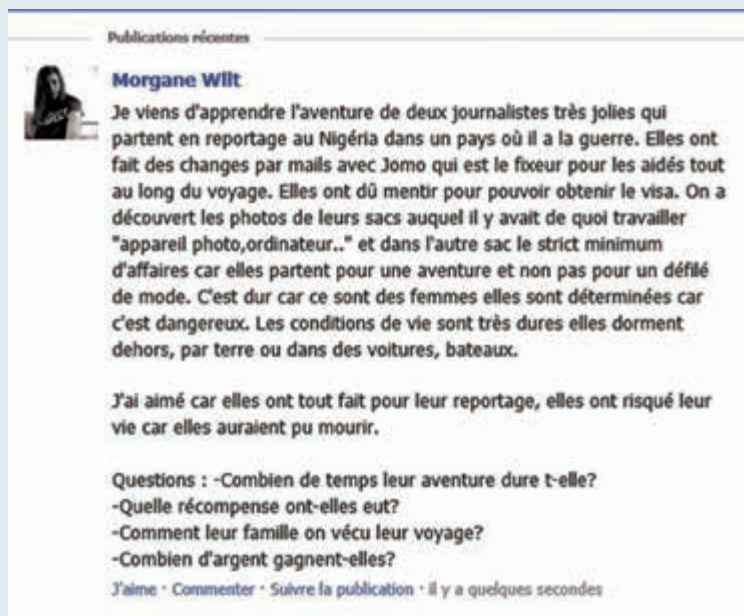 Publications récentes
Morgane Wilt
Je viens d'apprendre l'aventure de deux journalistes très jolies qui
partent en reportage au Nigéria dans un pays où il a la guerre. Elles ont
fait des changes par mails avec Jomo qui est le fixeur pour les aidés tout
au long du voyage. Elles ont dû mentir pour pouvoir obtenir le visa. On a
découvert les photos de leurs sacs auquel il y avait de quoi travailler
"appareil photo,ordinateur.." et dans l'autre sac le strict minimum
d'affaires car elles partent pour une aventure et non pas pour un défilé
de mode. C'est dur car ce sont des femmes elles sont déterminées car
c'est dangereux. Les conditions de vie sont très dures elles dorment
dehors, par terre ou dans des voitures, bateaux.
J'ai aimé car elles ont tout fait pour leur reportage, elles ont risqué leur
vie car elles auraient pu mourir.
Questions : -Combien de temps leur aventure dure t-elle?
-Quelle récompense ont-elles eut?
-Comment leur famille on vécu leur voyage?
-Combien d'argent gagnent-elles?
J'aime · Commenter · Suivre la publication · il y a quelques secondes